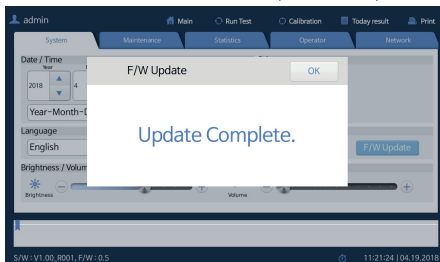 admin
Main
Run Test
Calibration
Today result
Print
System
Maintenance
Statistics
Operator
Network
Date / Time
Year
2018
4
Year-Month-D
F/W Update
OK
Update Complete.
Language
English
F/W Update
Brightness / Volum
Brightness
Volume
S/W : V1.00_R001, F/W : 0.5
11:21:24 | 04.19.2018